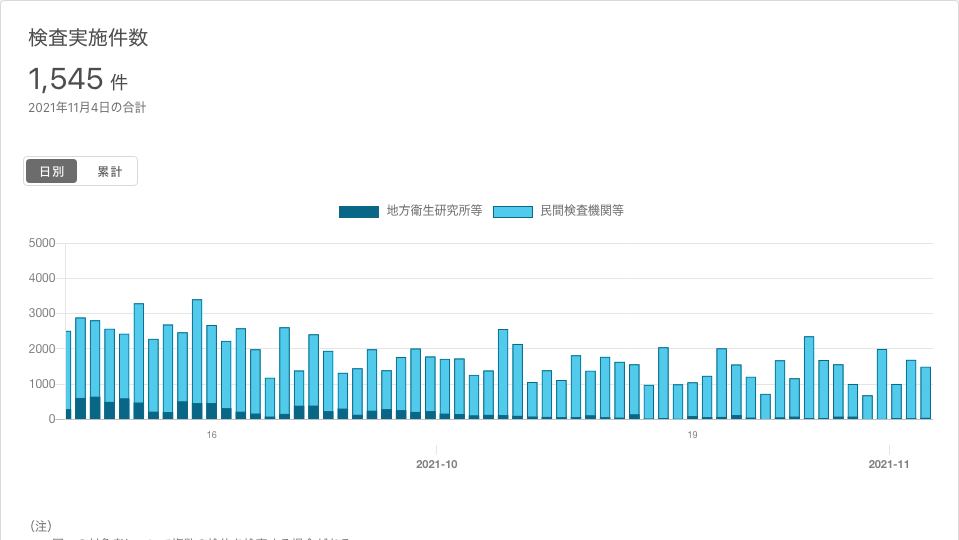 検査実施件数
1,545 件
2021年11月4日の合計
日別 累計
地方衛生研究所等 民間検査機関等
5000
4000
3000
2000
1000
0
16 19
2021-10 2021-11
（注）